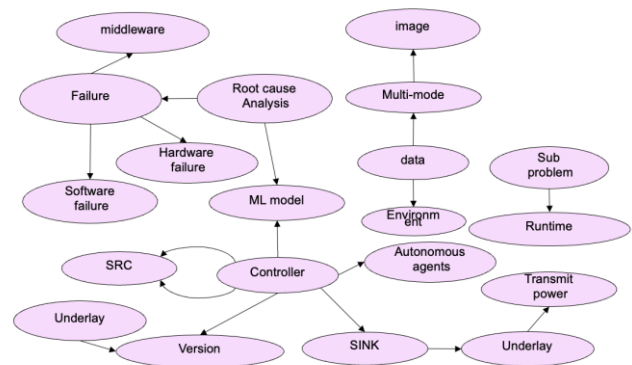 middleware
image
Failure
Root cause
Analysis
Multi-mode
Hardware
failure
data
Sub
problem
Software
failure
ML model
Environm
ent
Runtime
SRC
Controller
Autonomous
agents
Transmit
power
Underlay
Version
SINK
Underlay